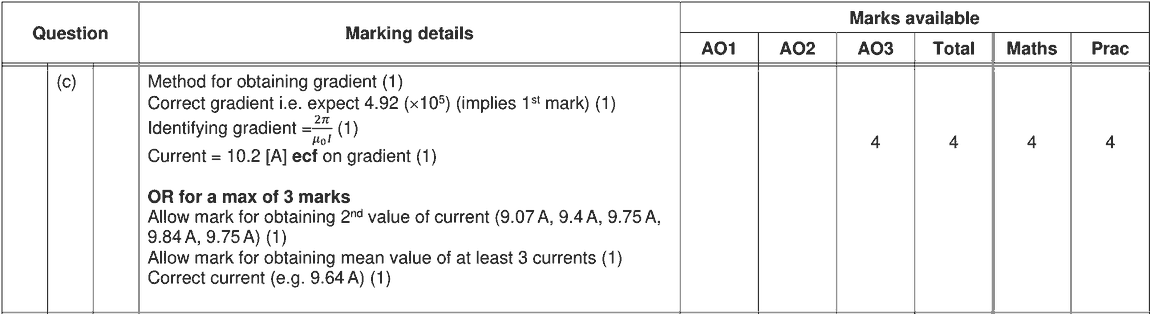 Question Marking details Marks available
AO1 AO2 AO3 Total Maths Prac
(c) Method for obtaining gradient (1)
Correct gradient i.e. expect 4.92 (×10⁵) (implies 1ˢᵗ mark) (1)
Identifying gradient =2π/μ₀I (1)
4 4 4 4
Current = 10.2 [A] ecf on gradient (1)
OR for a max of 3 marks
Allow mark for obtaining 2ⁿᵈ value of current (9.07 A, 9.4 A, 9.75 A,
9.84 A, 9.75 A) (1)
Allow mark for obtaining mean value of at least 3 currents (1)
Correct current (e.g. 9.64 A) (1)